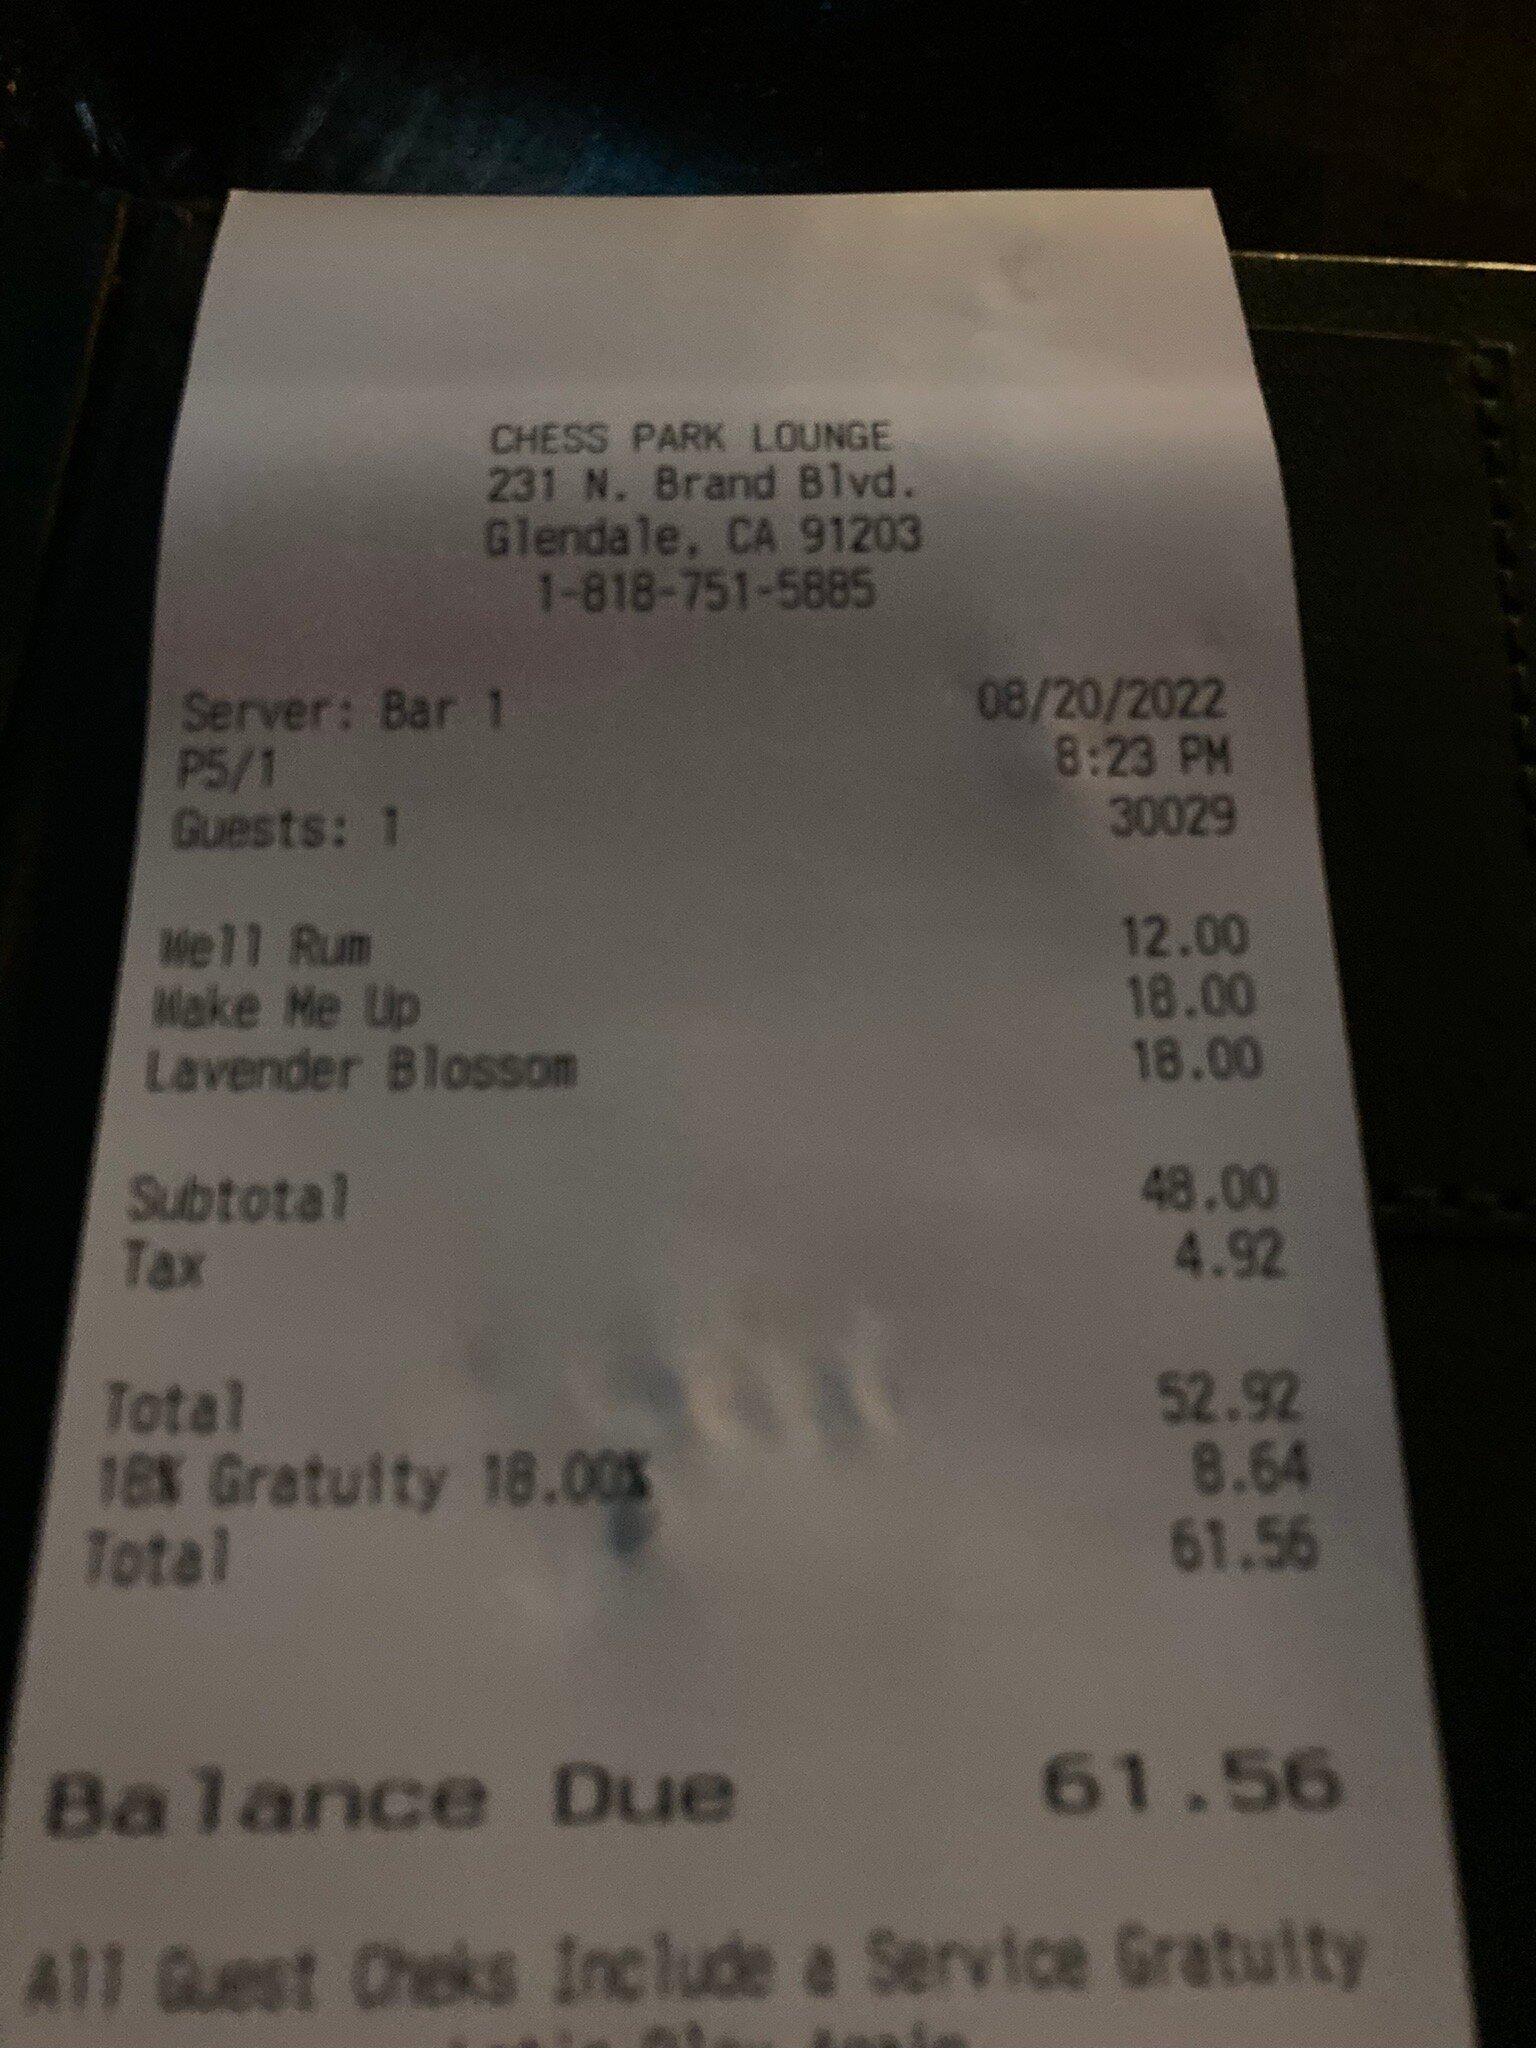 CHESS PARK LOUNGE
231 N. Brand Blvd.
Glendale, CA 91203
1-818-751-5885
Server: Bar 1 08/20/2022
P5/1 8:23 PM
Guests: 1 30029
Well Rum 12.00
Wake Me Up 18.00
Lavender Blossom 18.00
Subtotal 48.00
Tax 4.92
Total 52.92
18% Gratuity 18.00% 8.64
Total 61.56
Balance Due 61.56
All Guest Cheks Include a Service Gratuity
Play Again